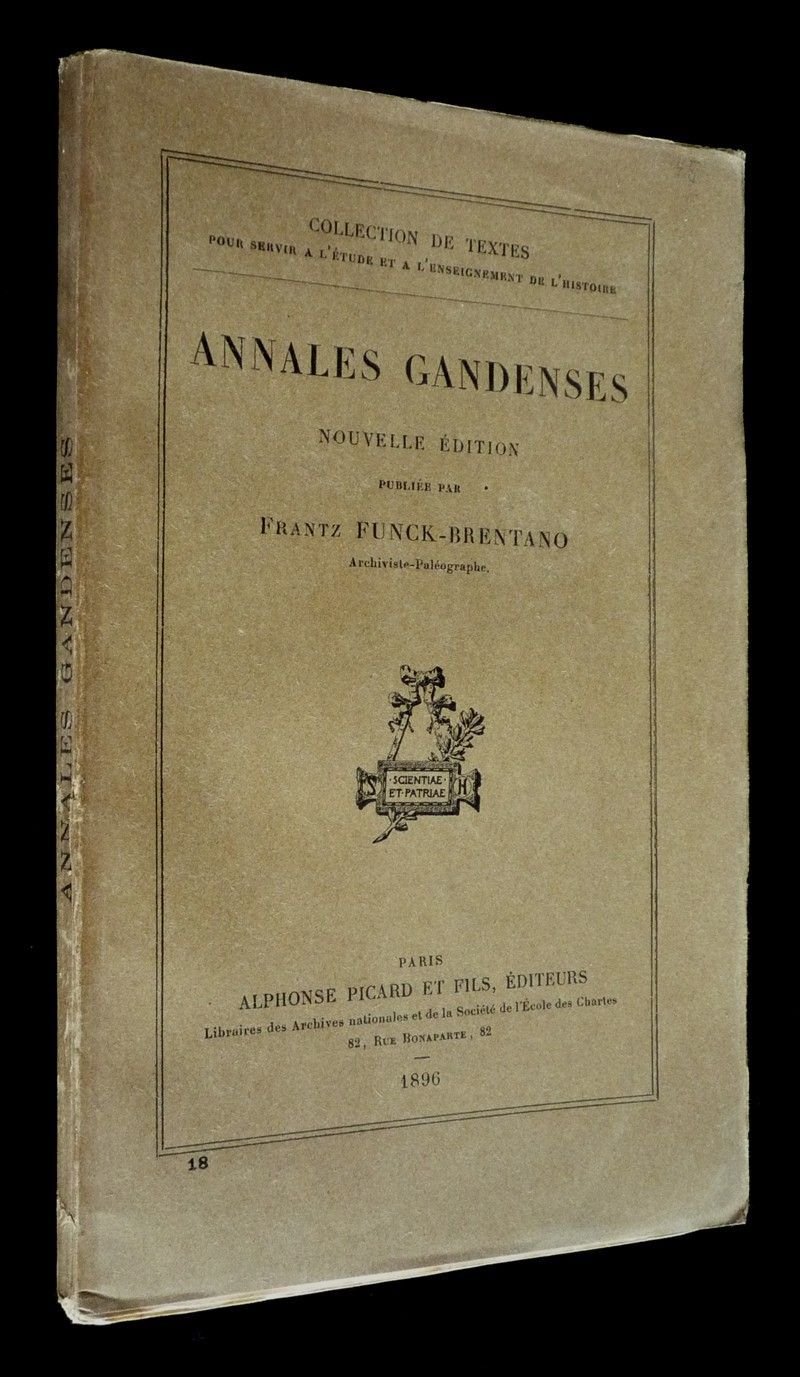 COLLECTION DE TEXTES
POUR SERVIR A L'ÉTUDE ET A L'ENSEIGNEMENT DE L'HISTOIRE
ANNALES GANDENSES
NOUVELLE ÉDITION
PUBLIÉE PAR
FRANTZ FUNCK-BRENTANO
Archiviste-Paléographe.
S SCIENTIAE H
ET·PATRIAE
PARIS
ALPHONSE PICARD ET FILS, ÉDITEURS
Libraires des Archives nationales et de la Société de l'École des Chartes
82, RUE BONAPARTE, 82
1896
18
ANNALES GANDENSES